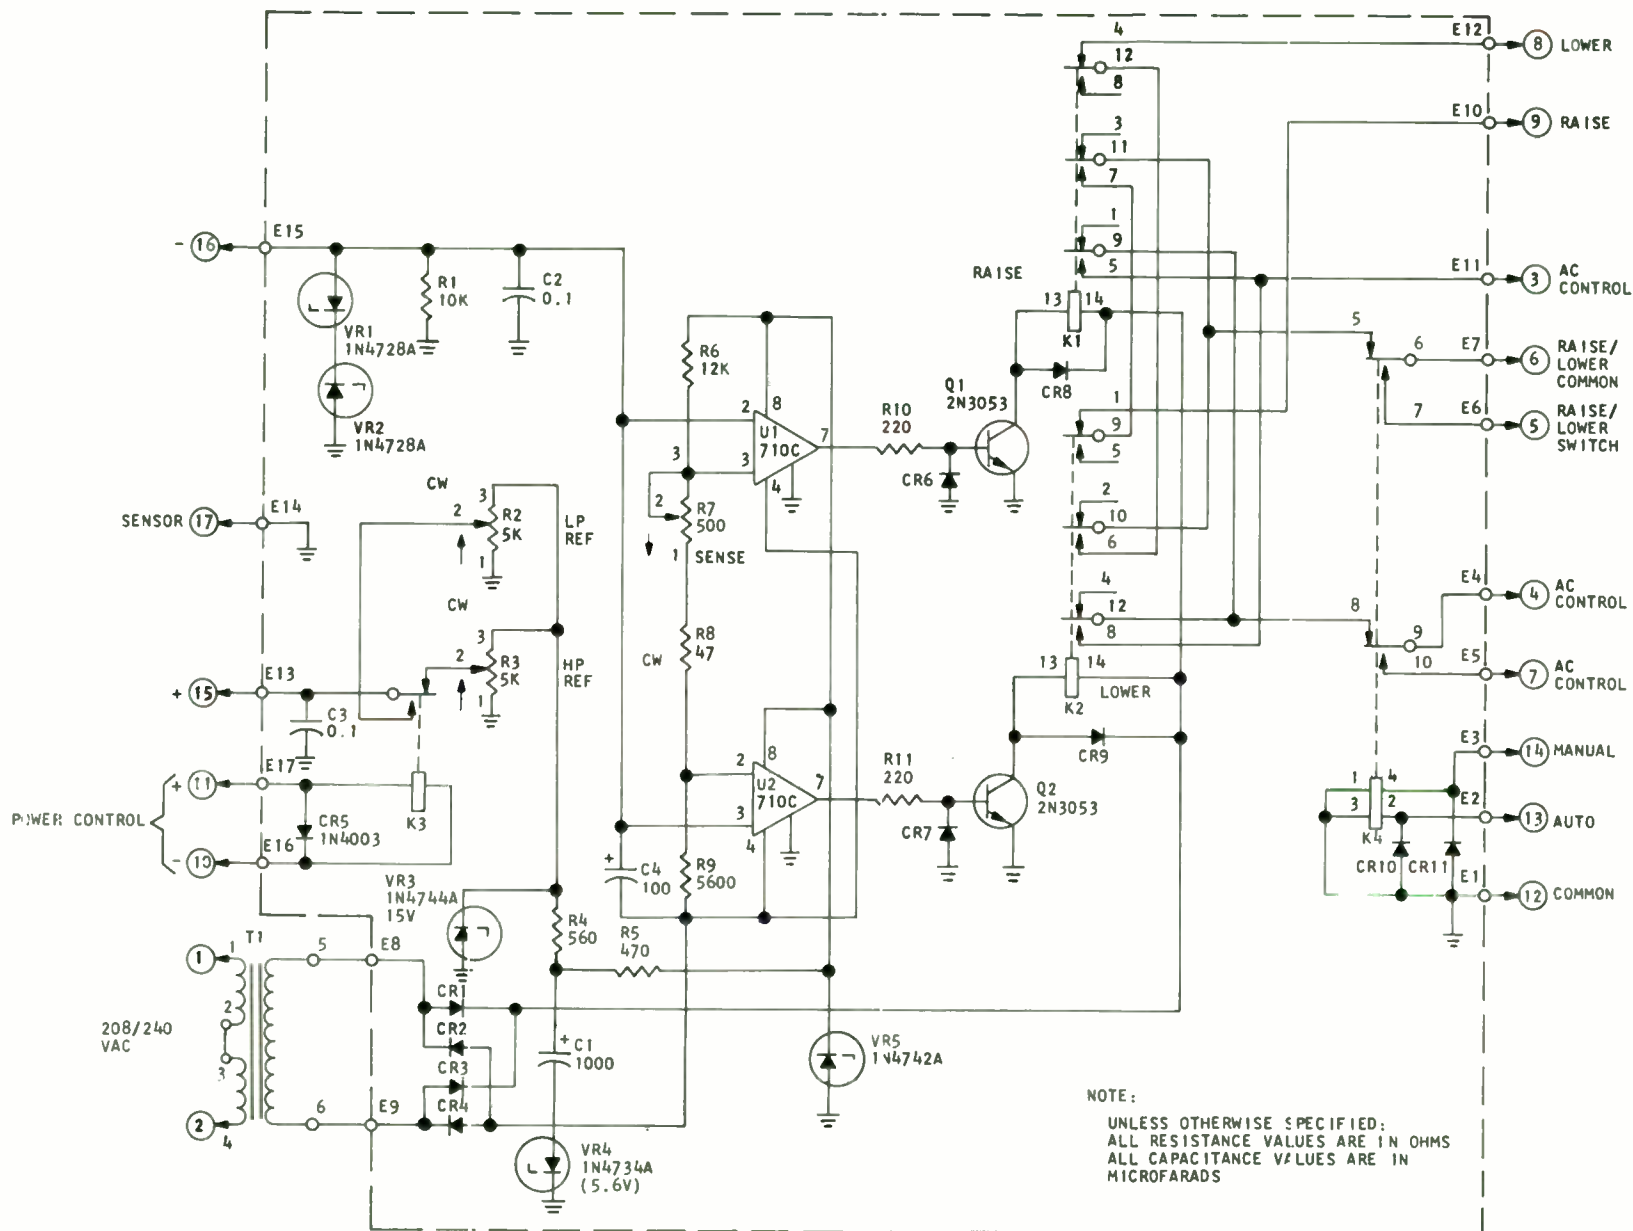 4
E12
8 LOWER
12
8
3
11
7
E10
9 RAISE
1
9
5
E11
3 AC
CONTROL
- 16
E15
R1
10K
C2
0.1
VR1
1N4728A
VR2
1N4728A
RAISE
13
14
K1
CR8
5
6
E7
6 RAISE/
LOWER
COMMON
7
E6
5 RAISE/
LOWER
SWITCH
R6
12K
2
8
U1
710C
7
3
3
4
2
R7
500
1 SENSE
R10
220
Q1
2N3053
CR6
1
9
5
2
10
6
4
12
8
13
14
K2
LOWER
CR9
SENSOR 17
E14
CW
3
2
R2
5K
1
LP
REF
CW
3
2
R3
5K
1
HP
REF
R8
47
CW
8
9
10
E4
4 AC
CONTROL
E5
7 AC
CONTROL
+ 15
E13
C3
0.1
POWER CONTROL
+ 11
E17
CR5
1N4003
K3
- 10
E16
2
8
U2
710C
7
3
4
R11
220
Q2
2N3053
CR7
C4
100
+
R9
5600
E3
14 MANUAL
1
4
3
2
E2
13 AUTO
K4
CR10
CR11
E1
12 COMMON
VR3
1N4744A
15V
R4
560
R5
470
T1
1
1
2
3
2
4
208/240
VAC
5
E8
6
E9
CR1
CR2
CR3
CR4
+
C1
1000
VR4
1N4734A
(5.6V)
VR5
1N4742A
NOTE:
UNLESS OTHERWISE SPECIFIED:
ALL RESISTANCE VALUES ARE IN OHMS
ALL CAPACITANCE VALUES ARE IN
MICROFARADS